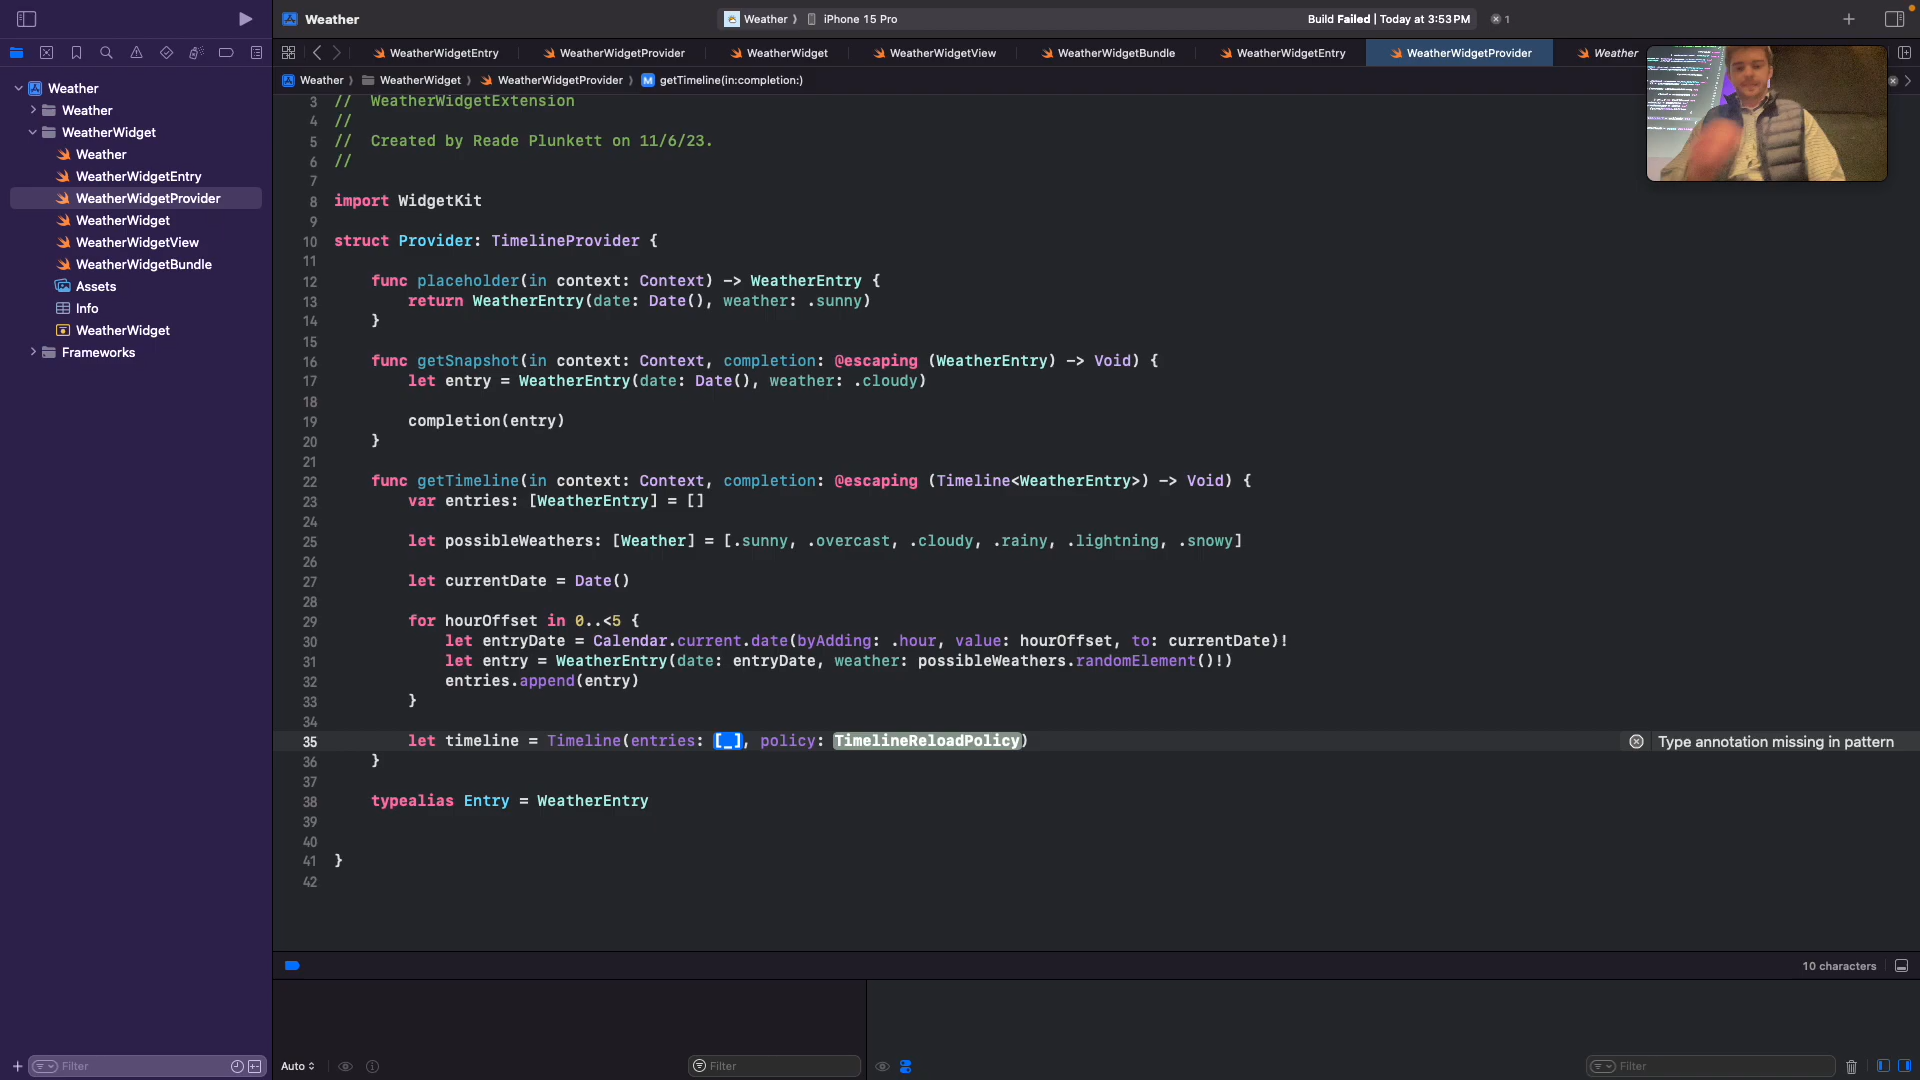 Weather
Weather
iPhone 15 Pro
Build Failed | Today at 3:53 PM
1
WeatherWidgetEntry
WeatherWidgetProvider
WeatherWidget
WeatherWidgetView
WeatherWidgetBundle
WeatherWidgetEntry
WeatherWidgetProvider
Weather
Weather
WeatherWidget
WeatherWidgetProvider
getTimeline(in:completion:)
Weather
Weather
WeatherWidget
Weather
WeatherWidgetEntry
WeatherWidgetProvider
WeatherWidget
WeatherWidgetView
WeatherWidgetBundle
Assets
Info
WeatherWidget
Frameworks
3 //  WeatherWidgetExtension
4 //
5 //  Created by Reade Plunkett on 11/6/23.
6 //
7
8 import WidgetKit
9
10 struct Provider: TimelineProvider {
11
12     func placeholder(in context: Context) -> WeatherEntry {
13         return WeatherEntry(date: Date(), weather: .sunny)
14     }
15
16     func getSnapshot(in context: Context, completion: @escaping (WeatherEntry) -> Void) {
17         let entry = WeatherEntry(date: Date(), weather: .cloudy)
18
19         completion(entry)
20     }
21
22     func getTimeline(in context: Context, completion: @escaping (Timeline<WeatherEntry>) -> Void) {
23         var entries: [WeatherEntry] = []
24
25         let possibleWeathers: [Weather] = [.sunny, .overcast, .cloudy, .rainy, .lightning, .snowy]
26
27         let currentDate = Date()
28
29         for hourOffset in 0..<5 {
30             let entryDate = Calendar.current.date(byAdding: .hour, value: hourOffset, to: currentDate)!
31             let entry = WeatherEntry(date: entryDate, weather: possibleWeathers.randomElement()!)
32             entries.append(entry)
33         }
34
35         let timeline = Timeline(entries: [_], policy: TimelineReloadPolicy)
Type annotation missing in pattern
36     }
37
38     typealias Entry = WeatherEntry
39
40
41 }
42
10 characters
Filter
Auto
Filter
Filter